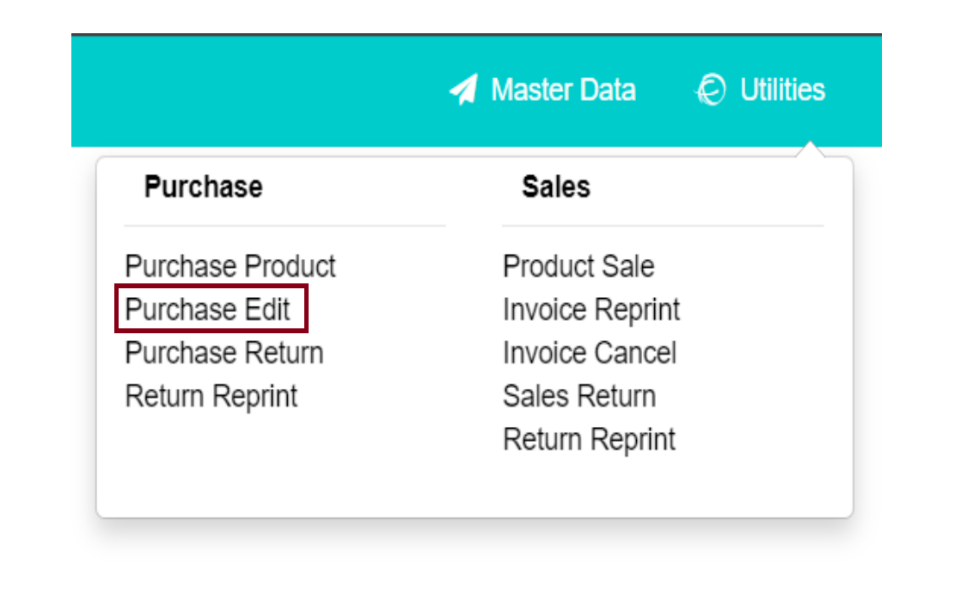 Master Data
Utilities
Purchase
Purchase Product
Purchase Edit
Purchase Return
Return Reprint
Sales
Product Sale
Invoice Reprint
Invoice Cancel
Sales Return
Return Reprint